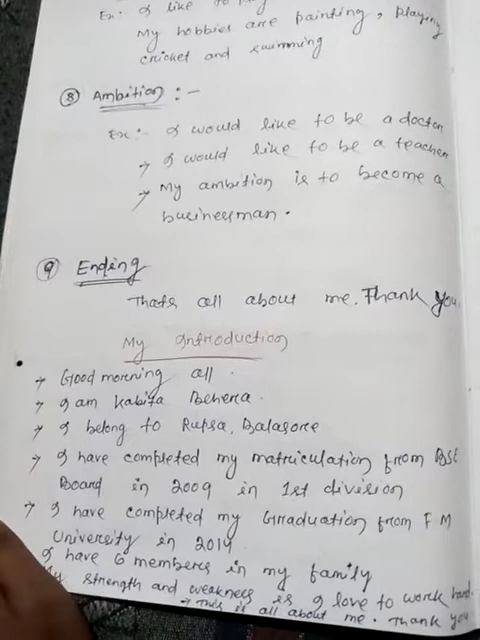 Ex: I like to
My hobbies are painting, playing
cricket and swimming
⑧ Ambition :-
Ex:- I would like to be a doctor
→ I would like to be a teacher
→ My ambition is to become a
businessman.
⑨ Ending
Thats all about me. Thank you.
My Introduction
→ Good morning all.
→ I am Kabita Behera.
→ I belong to Rupsa, Balasore
→ I have completed my matriculation from BSE
Board in 2009 in 1st division
→ I have completed my Graduation from F M
University in 2014
I have 6 members in my family
My strength and weakness is I love to work hard.
→ This is all about me. Thank you